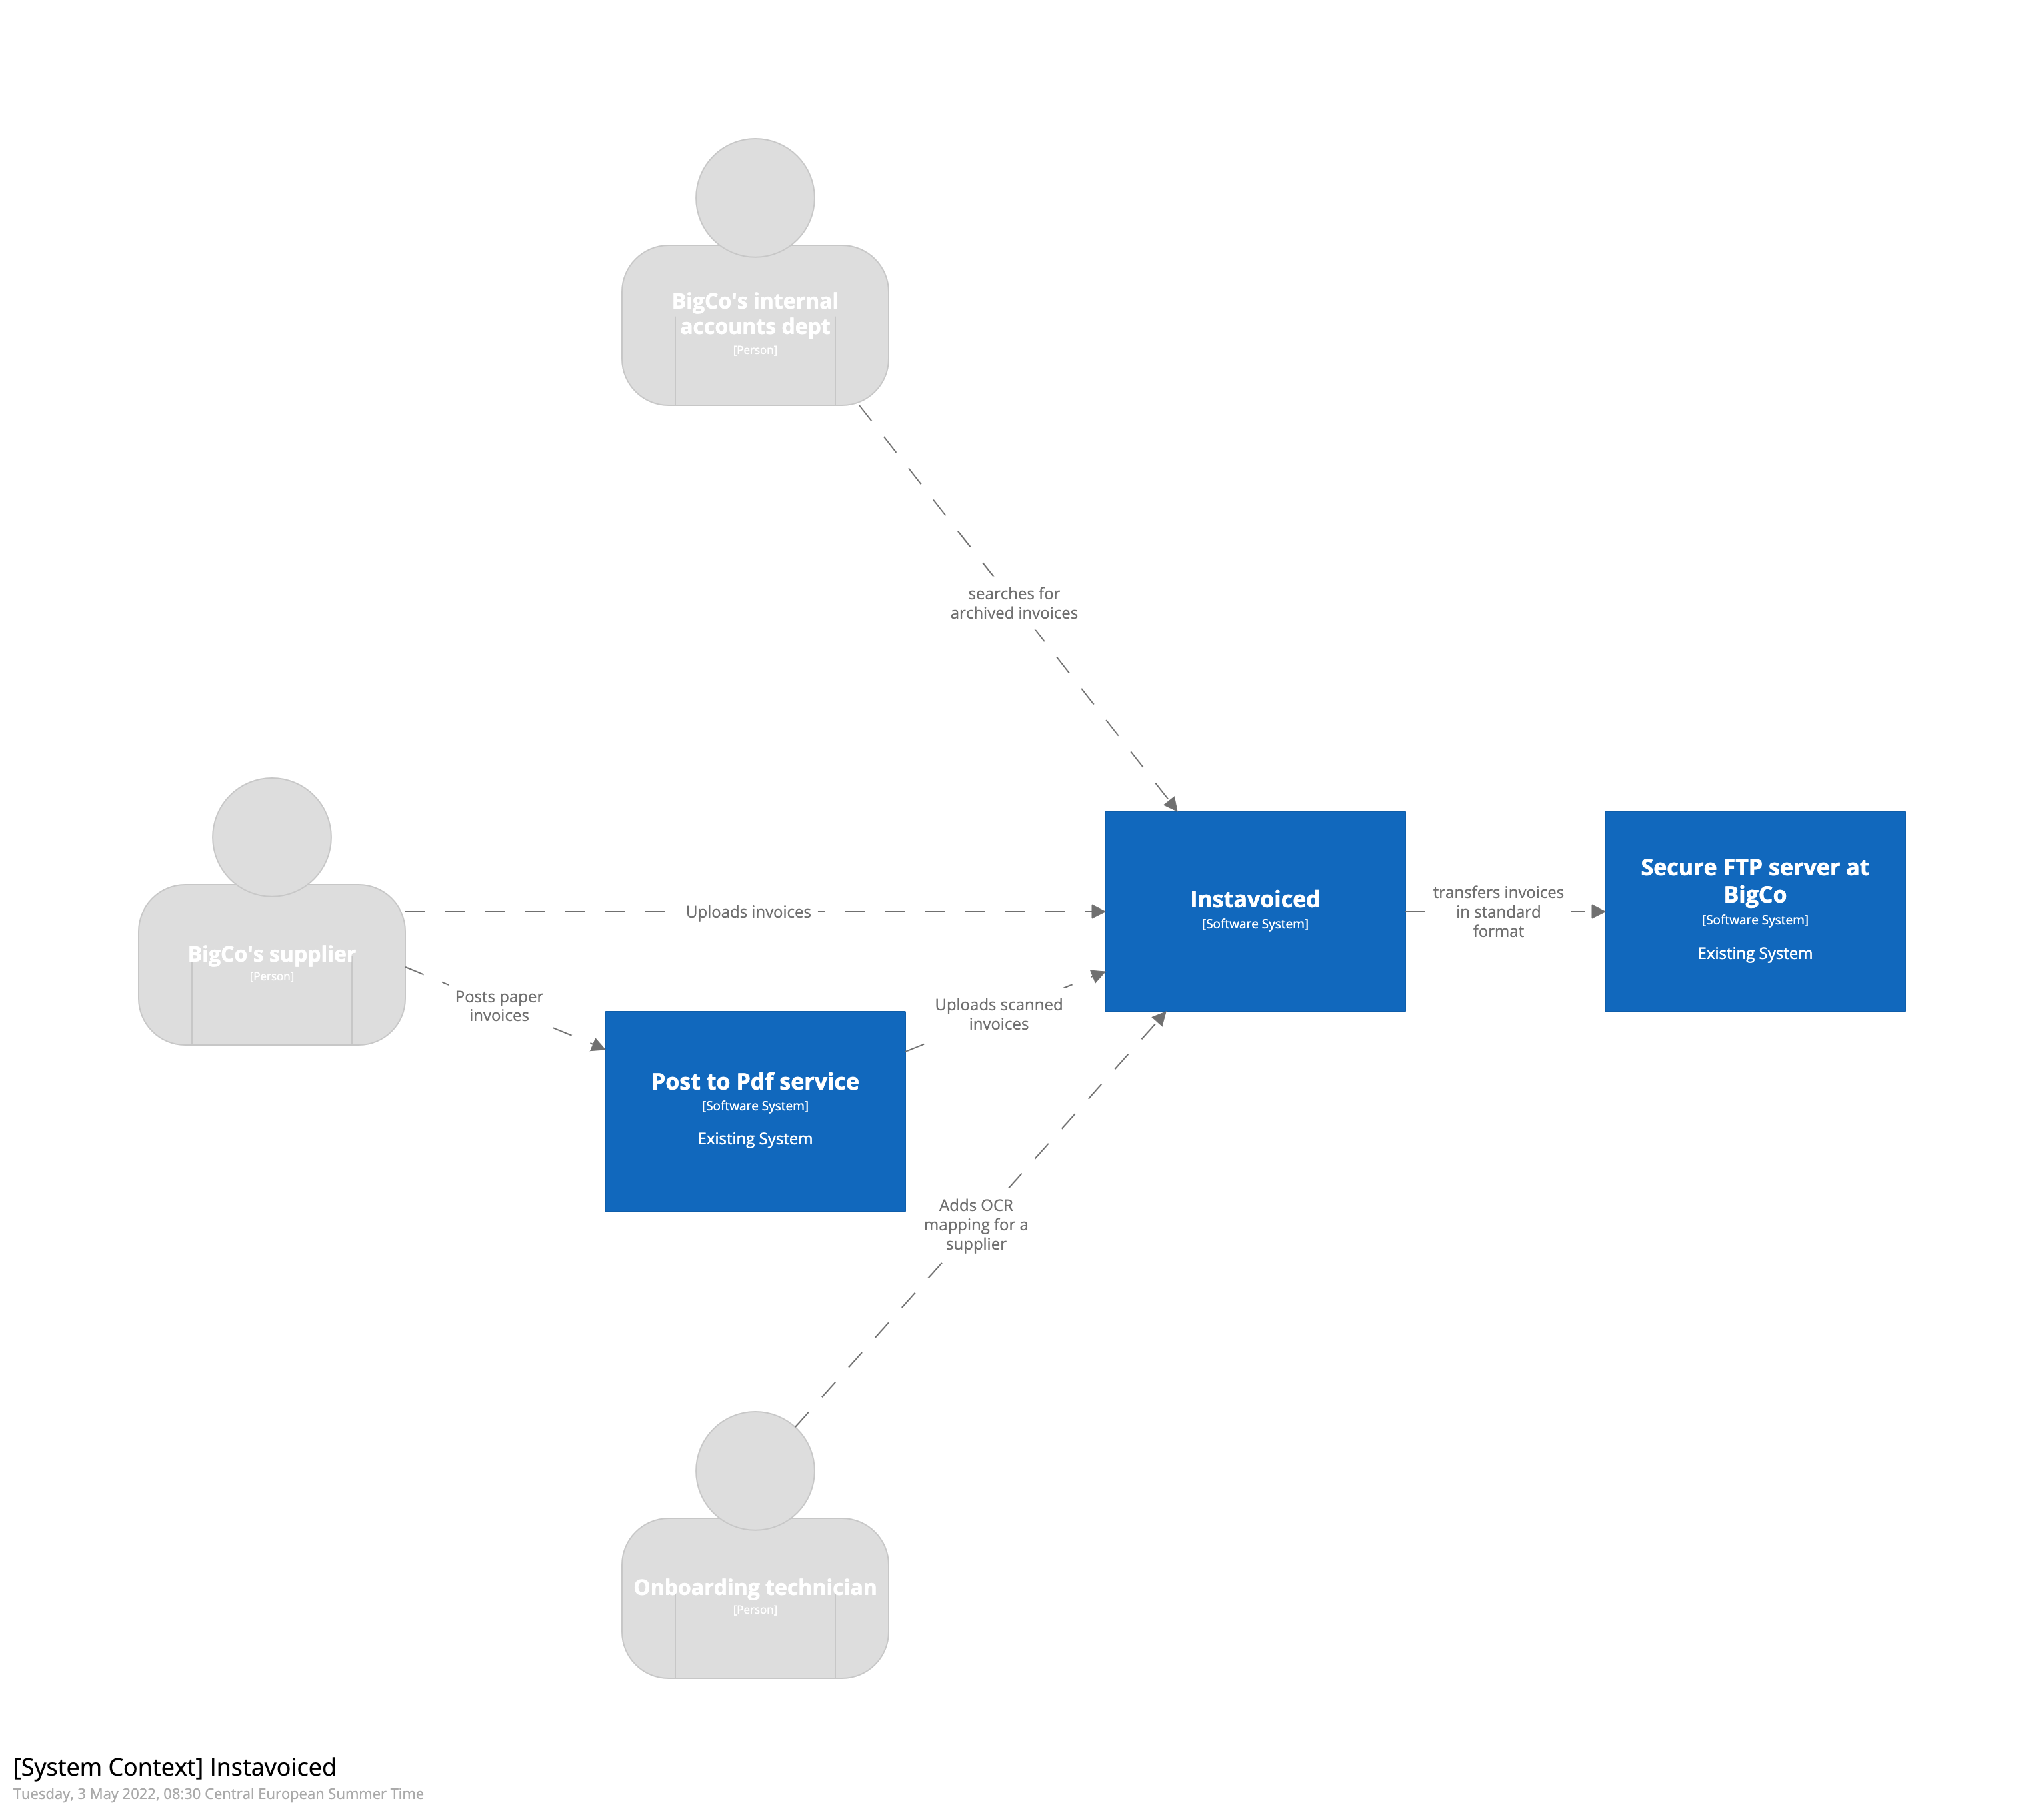 BigCo's internal
accounts dept
[Person]
searches for
archived invoices
BigCo's supplier
[Person]
Uploads invoices
Posts paper
invoices
Post to Pdf service
[Software System]
Existing System
Uploads scanned
invoices
Instavoiced
[Software System]
transfers invoices
in standard
format
Secure FTP server at
BigCo
[Software System]
Existing System
Adds OCR
mapping for a
supplier
Onboarding technician
[Person]
[System Context] Instavoiced
Tuesday, 3 May 2022, 08:30 Central European Summer Time